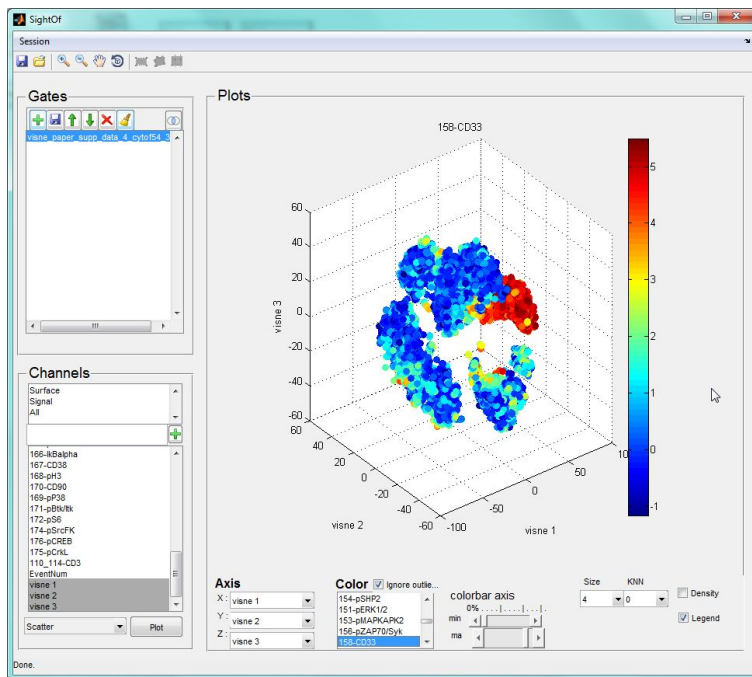 SightOf
Session
Gates
visne_paper_supp_data_4_cytof54_3
Channels
Surface
Signal
All
166-IkBalpha
167-CD38
168-pH3
170-CD90
169-pP38
171-pBtk/Itk
172-pS6
174-pSrcFK
176-pCREB
175-pCrkL
110_114-CD3
EventNum
visne 1
visne 2
visne 3
Scatter
Plot
Done.
Plots
158-CD33
60
40
20
0
-20
-40
-60
visne 3
60
40
20
0
-20
-40
-60
visne 2
-100
-50
0
50
10
visne 1
5
4
3
2
1
0
-1
Axis
X : visne 1
Y : visne 2
Z : visne 3
Color Ignore outlie...
154-pSHP2
151-pERK1/2
153-pMAPKAPK2
156-pZAP70/Syk
158-CD33
colorbar axis
0% ....|....|....
min
ma
Size
4
KNN
0
Density
Legend